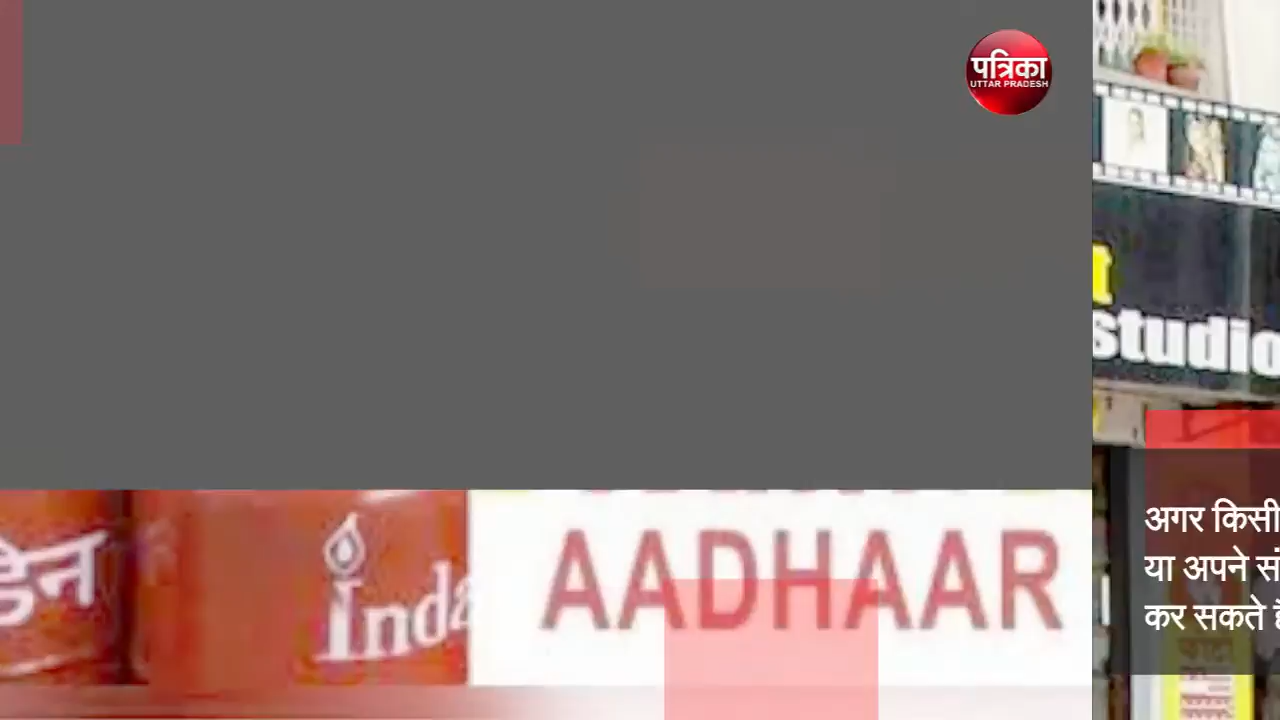 पत्रिका
UTTAR PRADESH
studio
AADHAAR
अगर किसी
या अपने
कर सकते
डेन
Inda